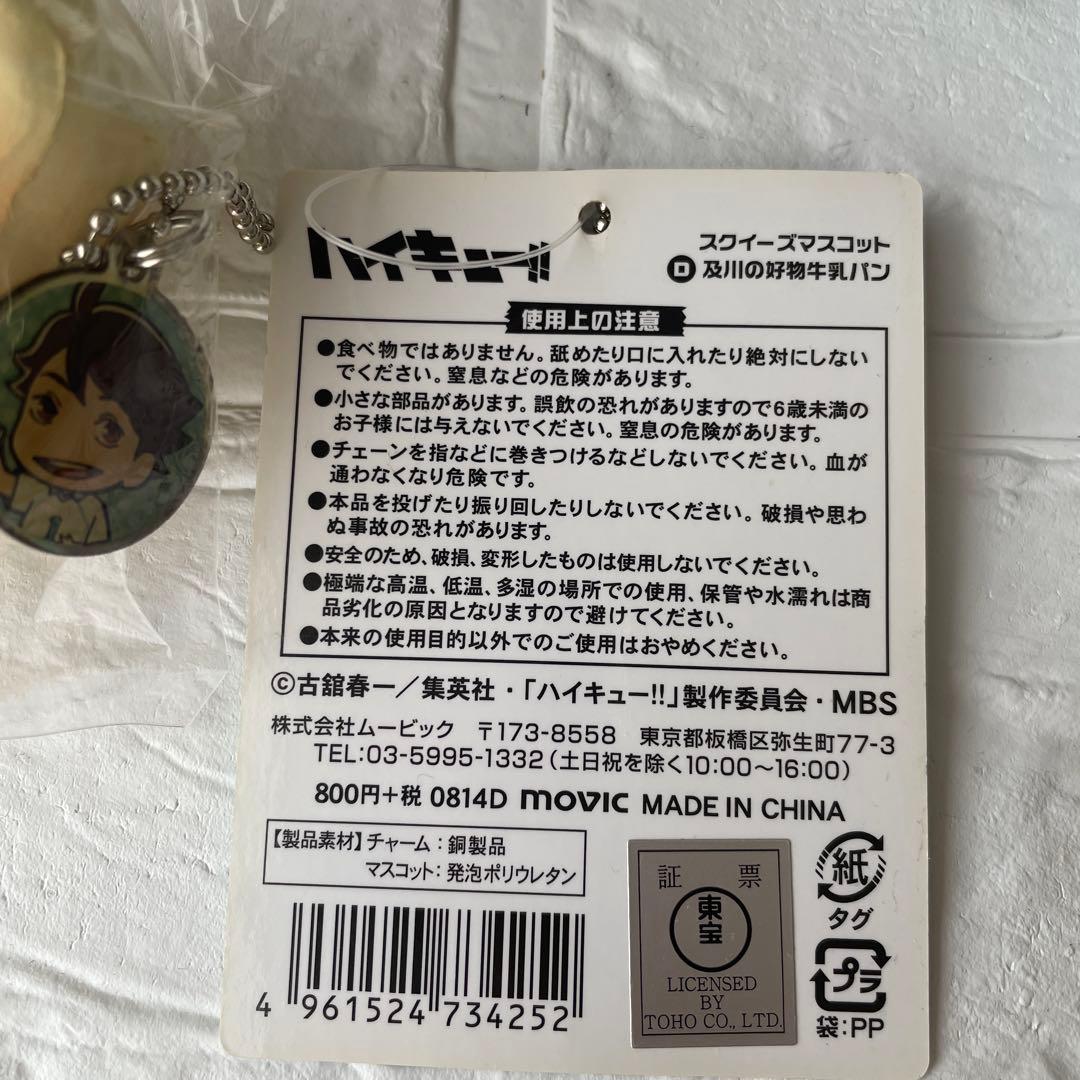 ハイキュー!!
スクイーズマスコット
ロ 及川の好物牛乳パン
使用上の注意
●食べ物ではありません。舐めたり口に入れたり絶対にしない
でください。窒息などの危険があります。
●小さな部品があります。誤飲の恐れがありますので6歳未満の
お子様には与えないでください。窒息の危険があります。
●チェーンを指などに巻きつけるなどしないでください。血が
通わなくなり危険です。
●本品を投げたり振り回したりしないでください。破損や思わ
ぬ事故の恐れがあります。
●安全のため、破損、変形したものは使用しないでください。
●極端な高温、低温、多湿の場所での使用、保管や水濡れは商
品劣化の原因となりますので避けてください。
●本来の使用目的以外でのご使用はおやめください。
©古舘春一／集英社・「ハイキュー!!」製作委員会・MBS
株式会社ムービック 〒173-8558 東京都板橋区弥生町77-3
TEL:03-5995-1332(土日祝を除く10:00〜16:00)
800円+税 0814D movic MADE IN CHINA
【製品素材】チャーム:銅製品
マスコット:発泡ポリウレタン
4 961524 734252
証 票
東宝
LICENSED
BY
TOHO CO., LTD.
紙
タグ
プラ
袋:PP